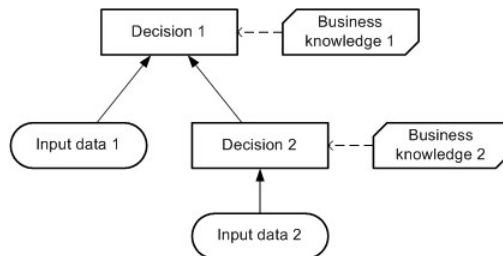 Decision 1
Business
knowledge 1
Input data 1
Decision 2
Business
knowledge 2
Input data 2